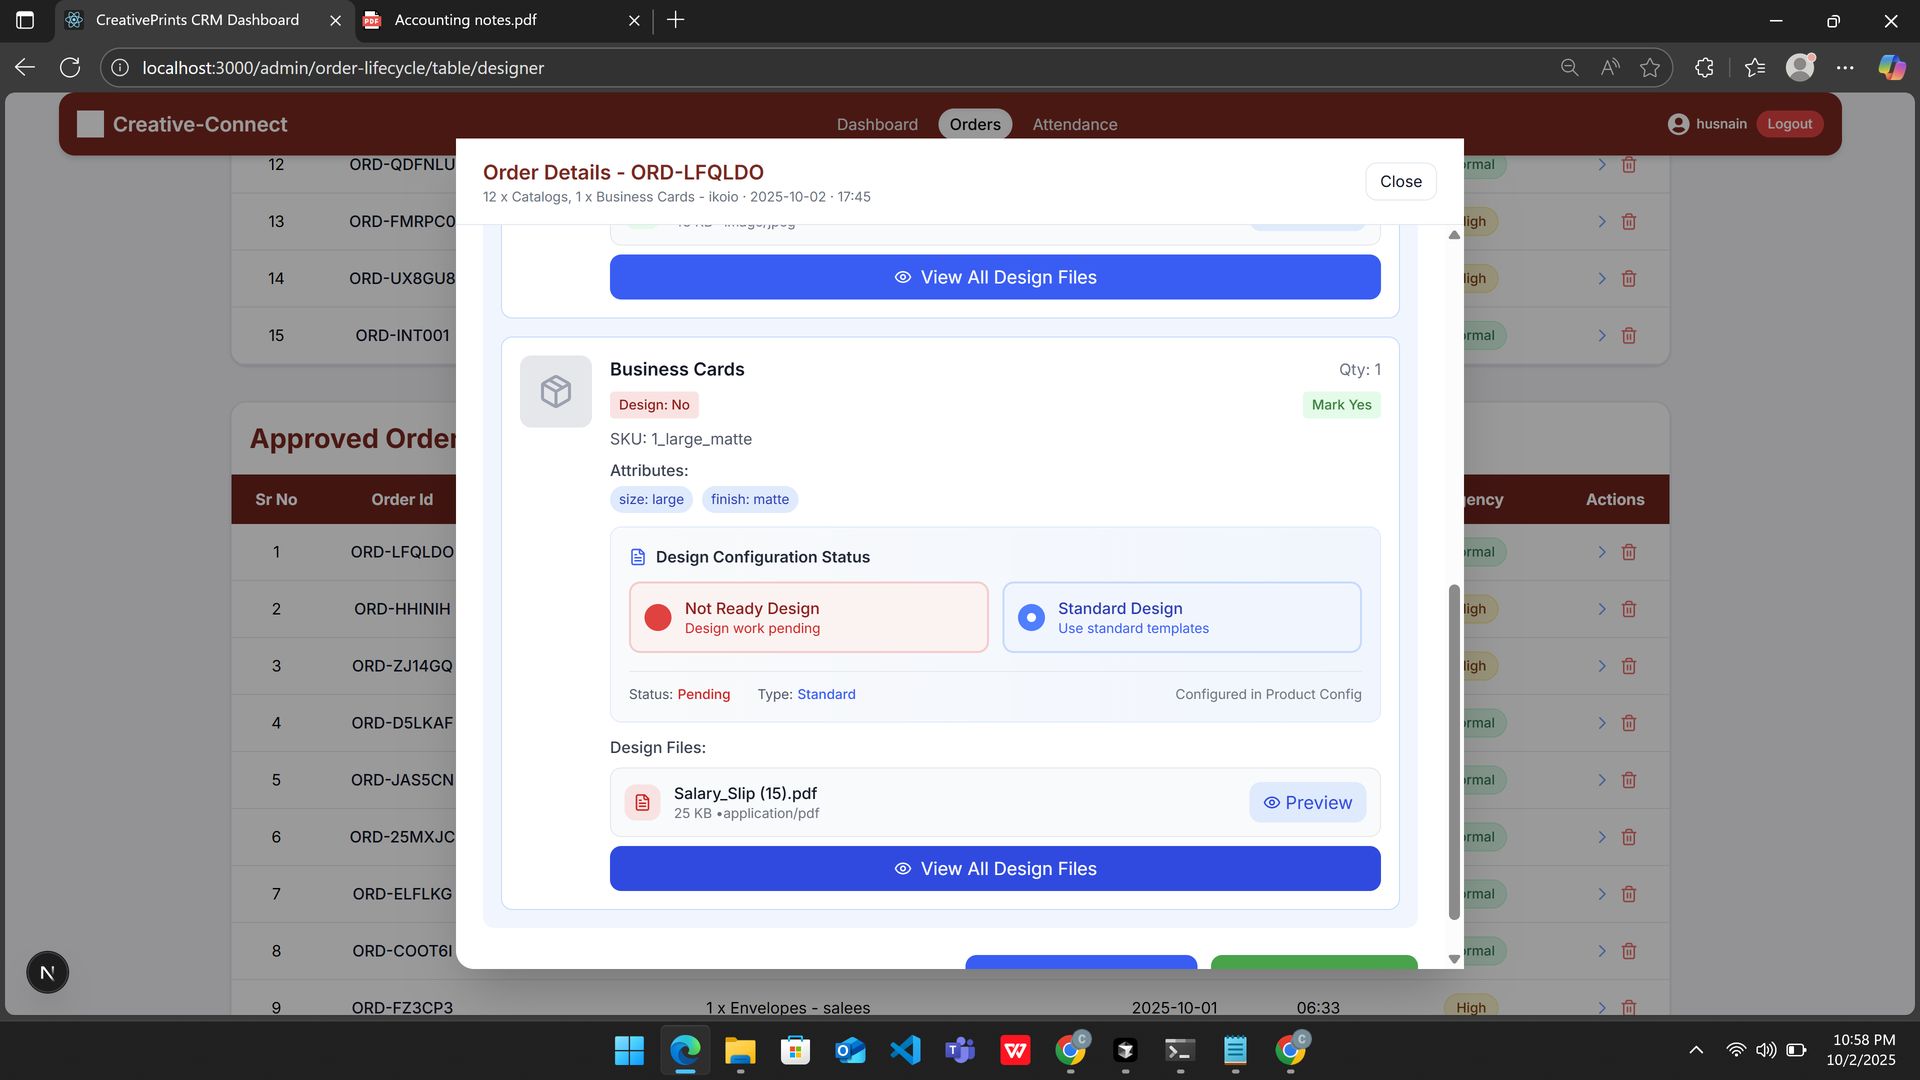 CreativePrints CRM Dashboard
Accounting notes.pdf
localhost:3000/admin/order-lifecycle/table/designer
Creative-Connect
Dashboard
Orders
Attendance
husnain
Logout
12 ORD-QDFNLU
13 ORD-FMRPC0
14 ORD-UX8GU8
15 ORD-INT001
Approved Order
Sr No Order Id Actions
1 ORD-LFQLDO
2 ORD-HHINIH
3 ORD-ZJ14GQ
4 ORD-D5LKAF
5 ORD-JAS5CN
6 ORD-25MXJC
7 ORD-ELFLKG
8 ORD-COOT6I
9 ORD-FZ3CP3 1 x Envelopes - salees 2025-10-01 06:33 High
Order Details - ORD-LFQLDO
12 x Catalogs, 1 x Business Cards - ikoio · 2025-10-02 · 17:45
Close
View All Design Files
Business Cards
Qty: 1
Design: No
Mark Yes
SKU: 1_large_matte
Attributes:
size: large finish: matte
Design Configuration Status
Not Ready Design
Design work pending
Standard Design
Use standard templates
Status: Pending Type: Standard Configured in Product Config
Design Files:
PDF
Salary_Slip (15).pdf
25 KB •application/pdf
Preview
View All Design Files
N
10:58 PM
10/2/2025